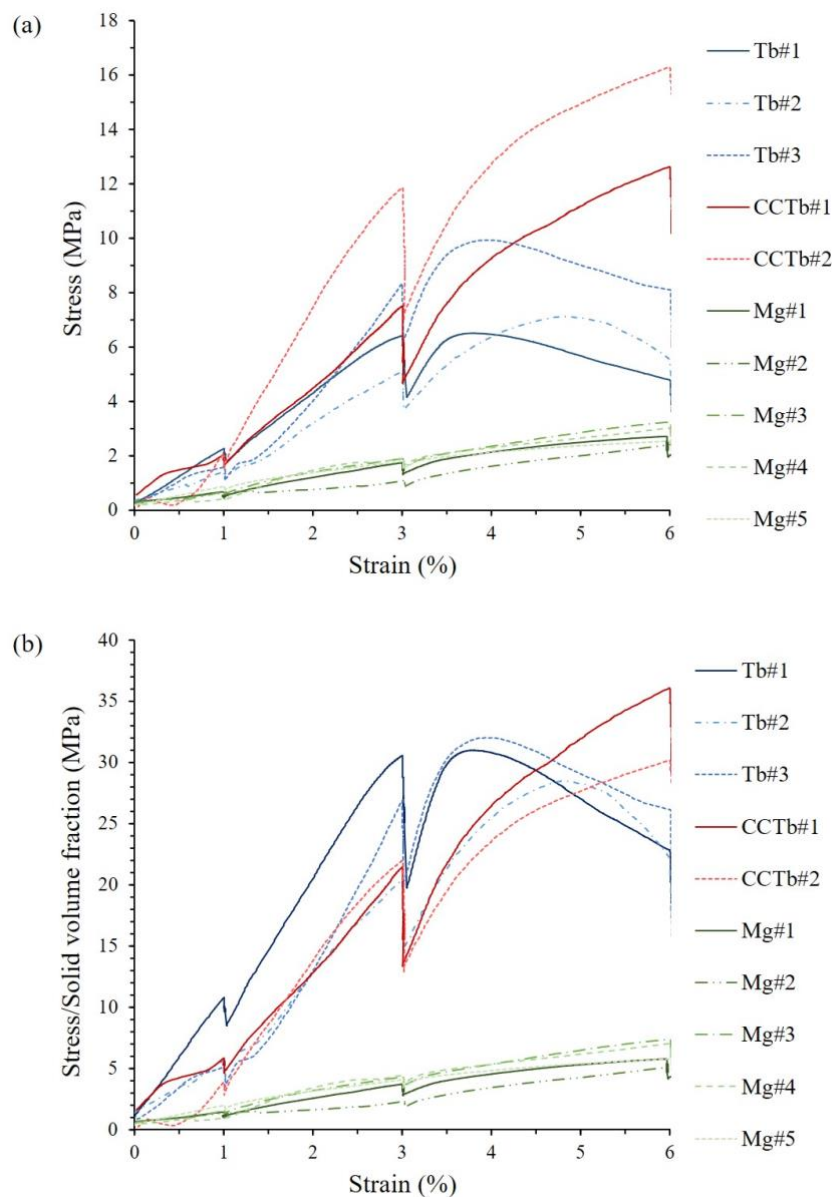 (a)
Stress (MPa)
18
16
14
12
10
8
6
4
2
0
0 1 2 3 4 5 6
Strain (%)
Tb#1
Tb#2
Tb#3
CCTb#1
CCTb#2
Mg#1
Mg#2
Mg#3
Mg#4
Mg#5
(b)
Stress/Solid volume fraction (MPa)
40
35
30
25
20
15
10
5
0
0 1 2 3 4 5 6
Strain (%)
Tb#1
Tb#2
Tb#3
CCTb#1
CCTb#2
Mg#1
Mg#2
Mg#3
Mg#4
Mg#5